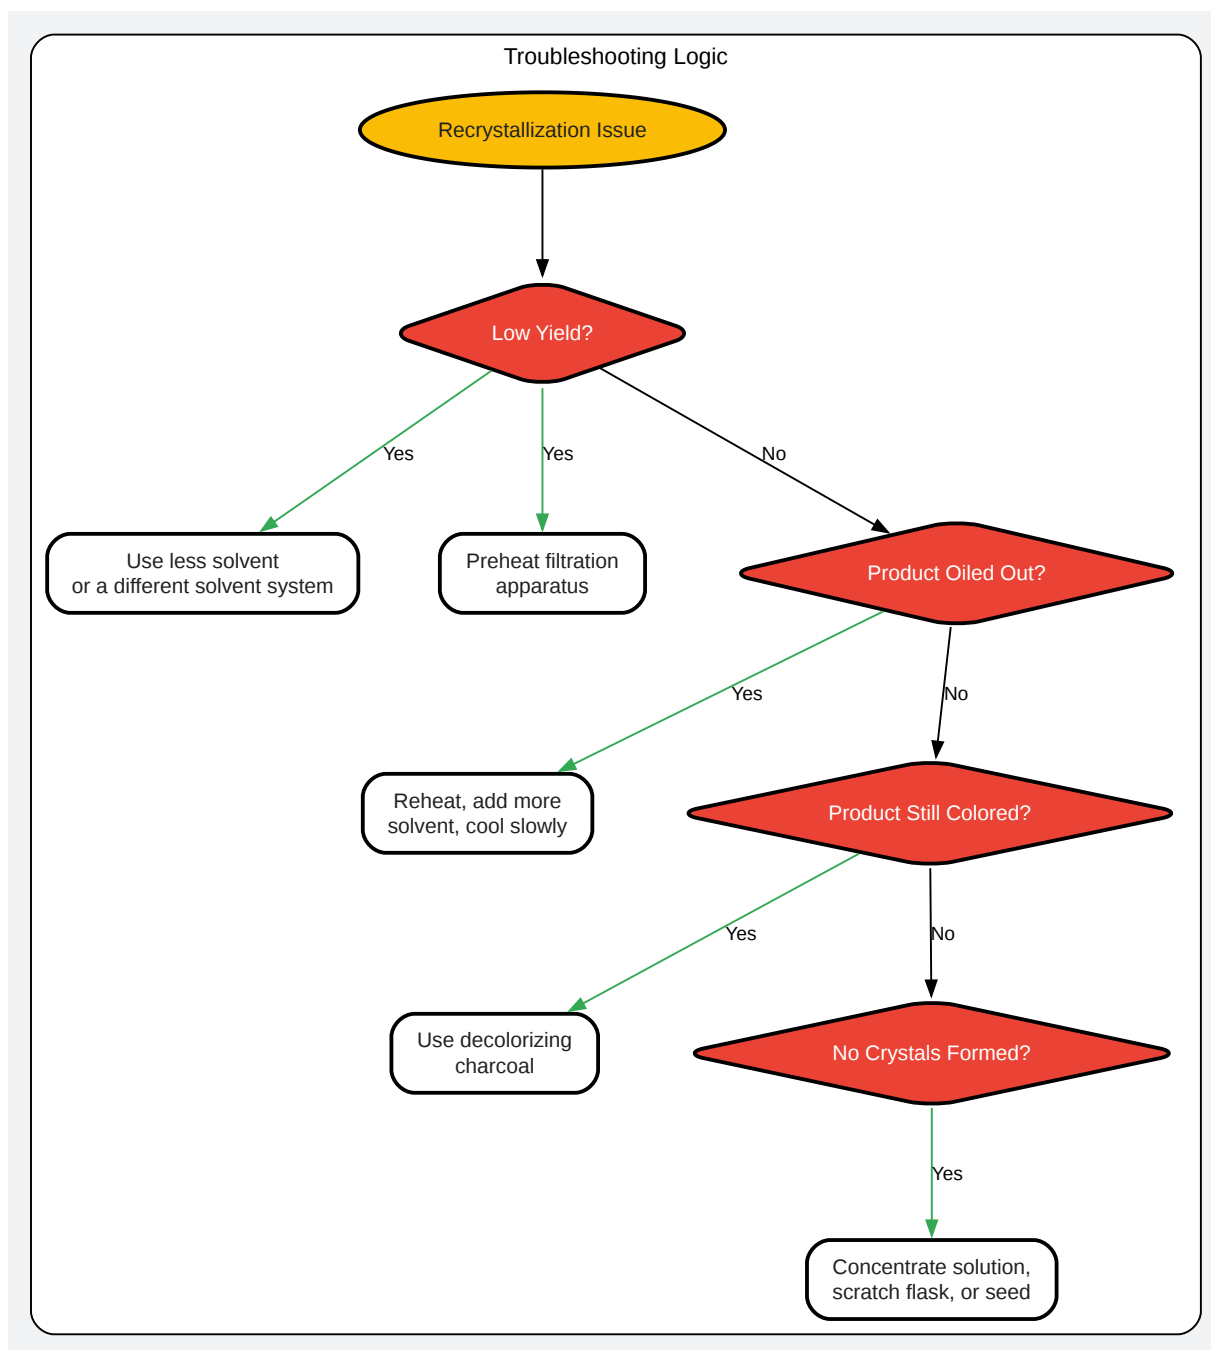 Troubleshooting Logic
Recrystallization Issue
Low Yield?
Yes
Yes
No
Use less solvent
or a different solvent system
Preheat filtration
apparatus
Product Oiled Out?
Yes
No
Reheat, add more
solvent, cool slowly
Product Still Colored?
Yes
No
Use decolorizing
charcoal
No Crystals Formed?
Yes
Concentrate solution,
scratch flask, or seed